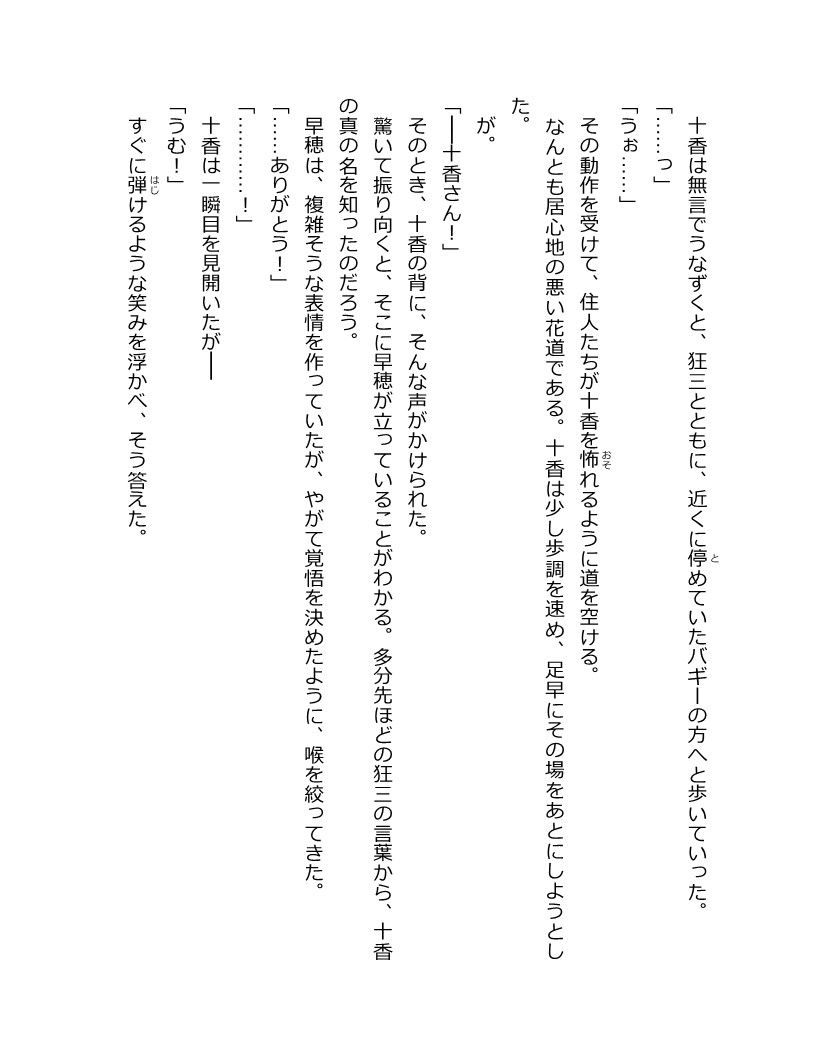 十香は無言でうなずくと、狂三とともに、近くに停めていたバギーの方へと歩いていった。
「……っ」
「うぉ……」
　その動作を受けて、住人たちが十香を怖れるように道を空ける。
　なんとも居心地の悪い花道である。十香は少し歩調を速め、足早にその場をあとにしようとし
た。
　が。
「――十香さん！」
　そのとき、十香の背に、そんな声がかけられた。
　驚いて振り向くと、そこに早穂が立っていることがわかる。多分先ほどの狂三の言葉から、十香
の真の名を知ったのだろう。
　早穂は、複雑そうな表情を作っていたが、やがて覚悟を決めたように、喉を絞ってきた。
「……ありがとう！」
「…………！」
　十香は一瞬目を見開いたが――
「うむ！」
　すぐに弾けるような笑みを浮かべ、そう答えた。